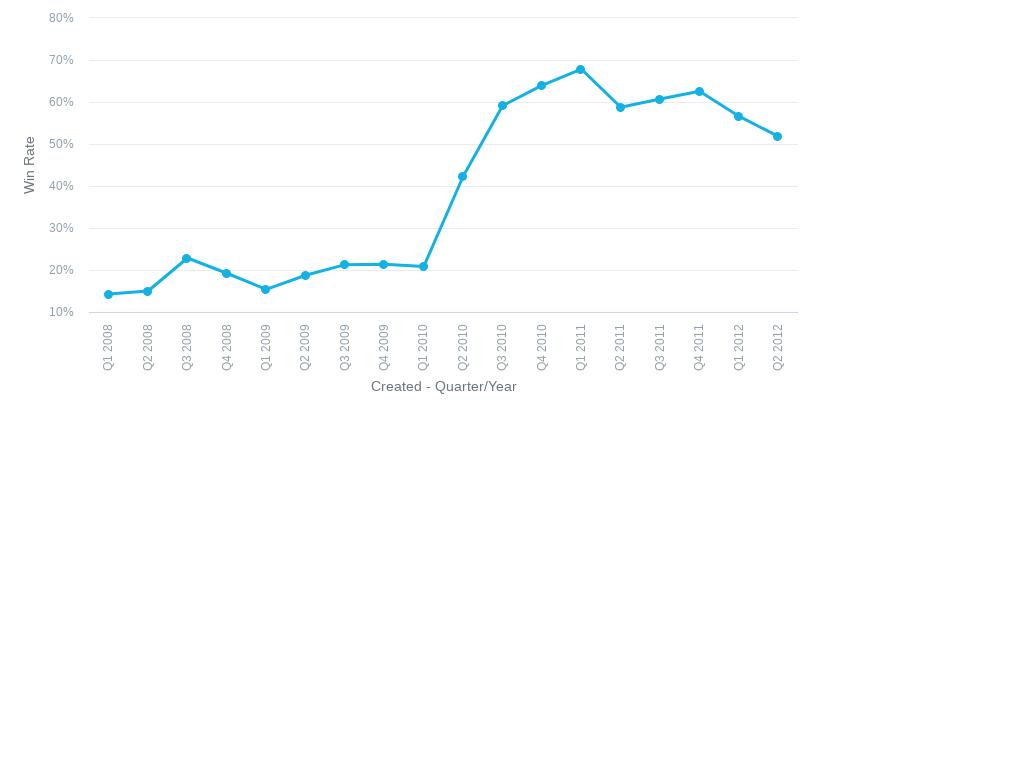 80%
70%
60%
50%
40%
30%
20%
10%
Win Rate
Q1 2008
Q2 2008
Q3 2008
Q4 2008
Q1 2009
Q2 2009
Q3 2009
Q4 2009
Q1 2010
Q2 2010
Q3 2010
Q4 2010
Q1 2011
Q2 2011
Q3 2011
Q4 2011
Q1 2012
Q2 2012
Created - Quarter/Year